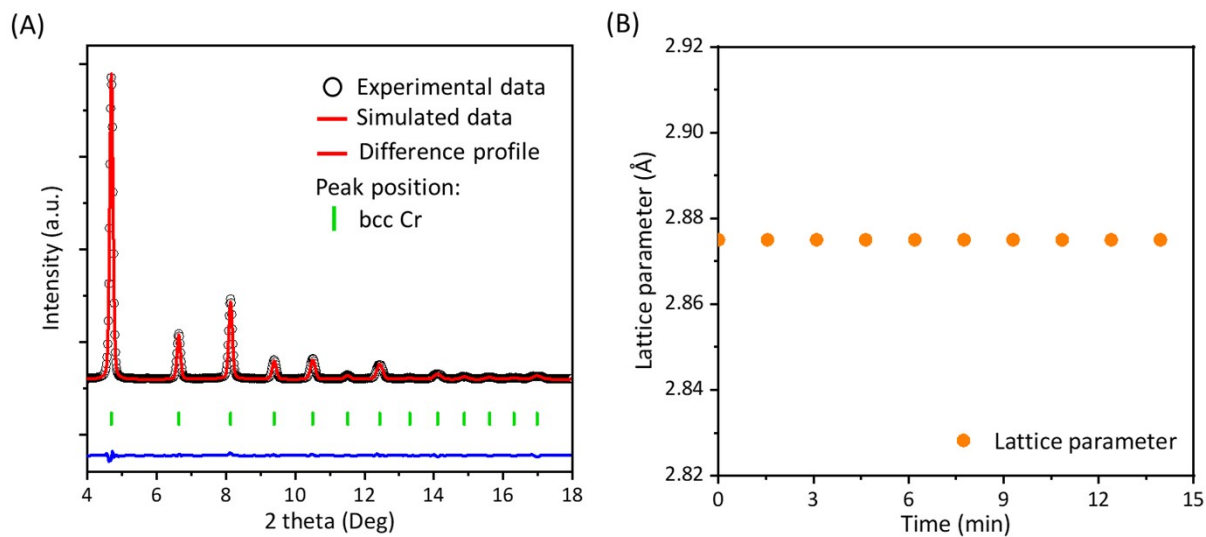 (A)
Experimental data
Simulated data
Difference profile
Peak position:
bcc Cr
Intensity (a.u.)
4 6 8 10 12 14 16 18
2 theta (Deg)
(B)
2.92
2.90
2.88
2.86
2.84
2.82
Lattice parameter (Å)
Lattice parameter
0 3 6 9 12 15
Time (min)